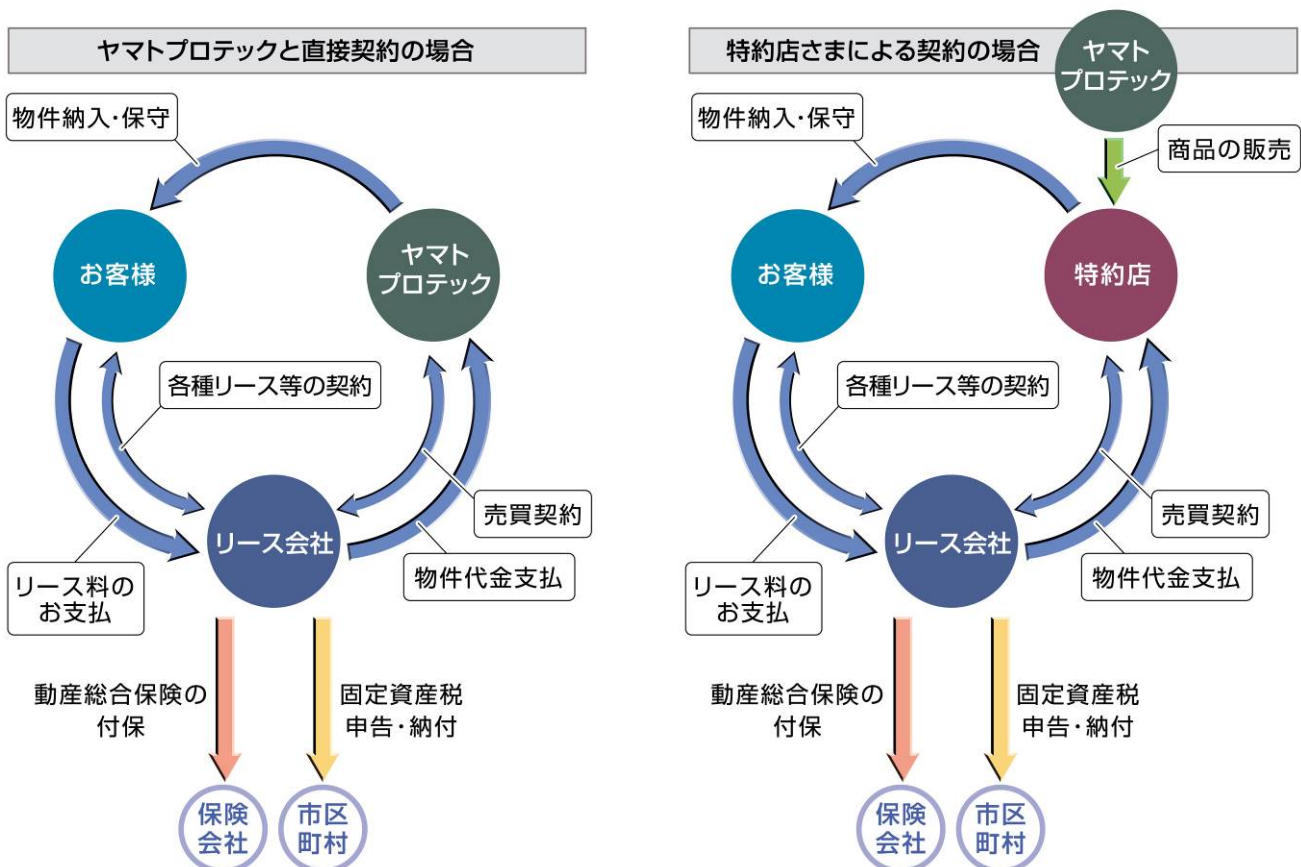 ヤマトプロテックと直接契約の場合
物件納入・保守
お客様
ヤマト
プロテック
各種リース等の契約
売買契約
リース会社
リース料の
お支払
物件代金支払
動産総合保険の
付保
固定資産税
申告・納付
保険
会社
市区
町村
特約店さまによる契約の場合
ヤマト
プロテック
物件納入・保守
商品の販売
お客様
特約店
各種リース等の契約
売買契約
リース会社
リース料の
お支払
物件代金支払
動産総合保険の
付保
固定資産税
申告・納付
保険
会社
市区
町村